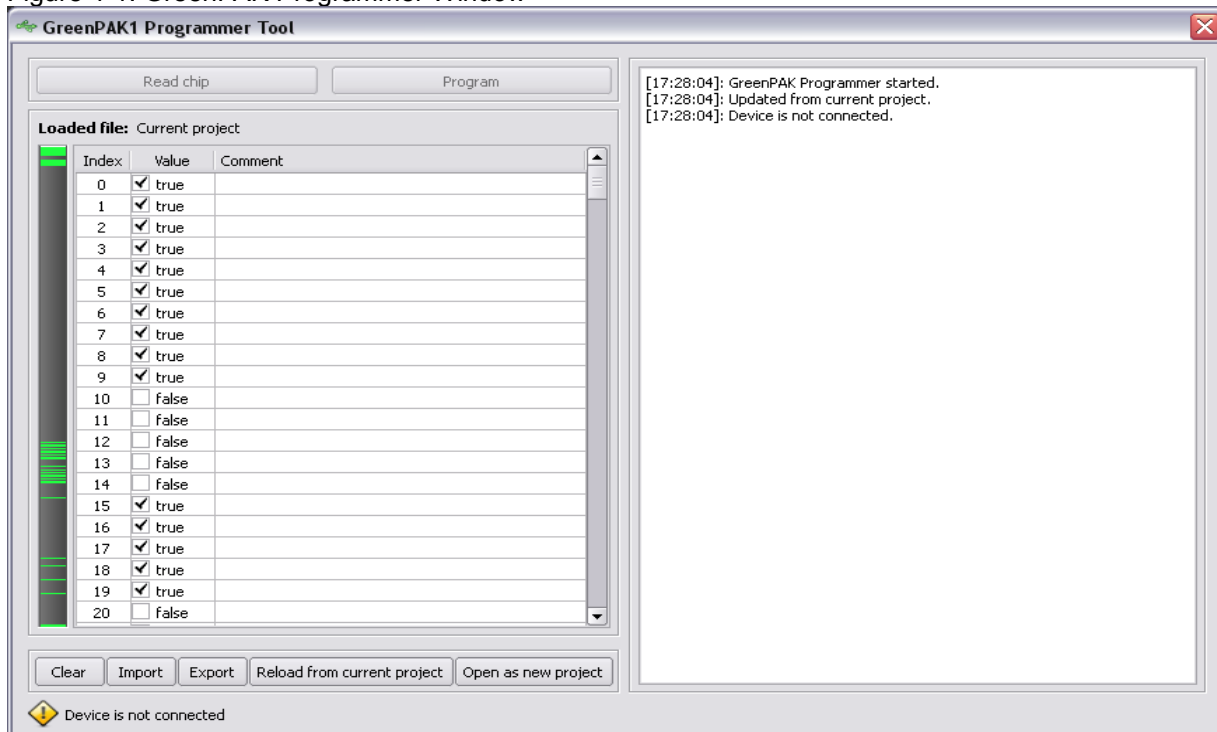 Figure GreenPAK Programmer Window
GreenPAK1 Programmer Tool
Read chip Program
Loaded file: Current project
Index Value Comment
0 true
1 true
2 true
3 true
4 true
5 true
6 true
7 true
8 true
9 true
10 false
11 false
12 false
13 false
14 false
15 true
16 true
17 true
18 true
19 true
20 false
Clear Import Export Reload from current project Open as new project
Device is not connected
[17:28:04]: GreenPAK Programmer started.
[17:28:04]: Updated from current project.
[17:28:04]: Device is not connected.